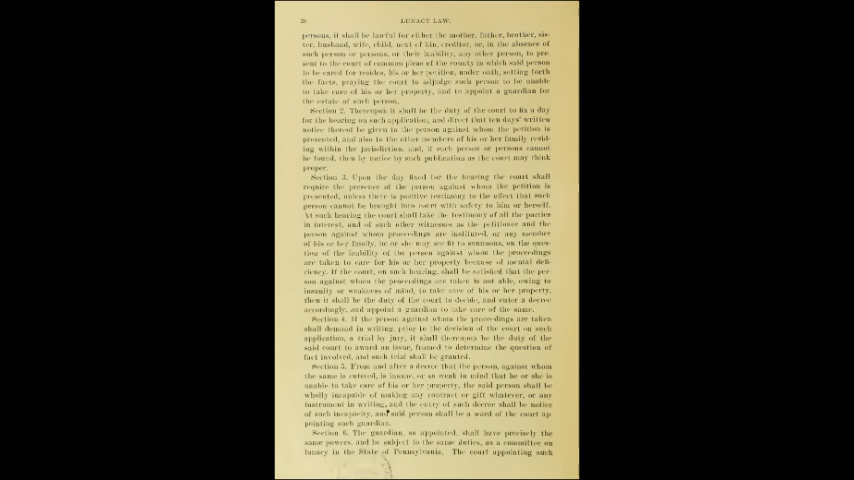 28 LUNACY LAW.
persons, it shall be lawful for either the mother, father, brother, sis-
ter, husband, wife, child, next of kin, creditor, or, in the absence of
such person or persons, or their inability, any other person, to pre-
sent to the court of common pleas of the county in which said person
to be cared for resides, his or her petition, under oath, setting forth
the facts, praying the court to adjudge such person to be unable
to take care of his or her property, and to appoint a guardian for
the estate of such person.
Section 2. Thereupon it shall be the duty of the court to fix a day
for the hearing on such application, and direct that ten days' written
notice thereof be given to the person against whom the petition is
presented, and also to the other members of his or her family resid-
ing within the jurisdiction, and, if such person or persons cannot
be found, then by notice by such publication as the court may think
proper.
Section 3. Upon the day fixed for the hearing the court shall
require the presence of the person against whom the petition is
presented, unless there is positive testimony to the effect that such
person cannot be brought into court with safety to him or herself.
At such hearing the court shall take the testimony of all the parties
in interest, and of such other witnesses as the petitioner and the
person against whom proceedings are instituted, or any member
of his or her family, he or she may see fit to summons, on the ques-
tion of the inability of the person against whom the proceedings
are taken to care for his or her property because of mental defi-
ciency. If the court, on such hearing, shall be satisfied that the per-
son against whom the proceedings are taken is not able, owing to
insanity or weakness of mind, to take care of his or her property,
then it shall be the duty of the court to decide, and enter a decree
accordingly, and appoint a guardian to take care of the same.
Section 4. If the person against whom the proceedings are taken
shall demand in writing, prior to the decision of the court on such
application, a trial by jury, it shall thereupon be the duty of the
said court to award an issue, framed to determine the question of
fact involved, and such trial shall be granted.
Section 5. From and after a decree that the person, against whom
the same is entered, is insane, or so weak in mind that he or she is
unable to take care of his or her property, the said person shall be
wholly incapable of making any contract or gift whatever, or any
instrument in writing, and the entry of such decree shall be notice
of such incapacity, and said person shall be a ward of the court ap-
pointing such guardian.
Section 6. The guardian, so appointed, shall have precisely the
same powers, and be subject to the same duties, as a committee on
lunacy in the State of Pennsylvania. The court appointing such